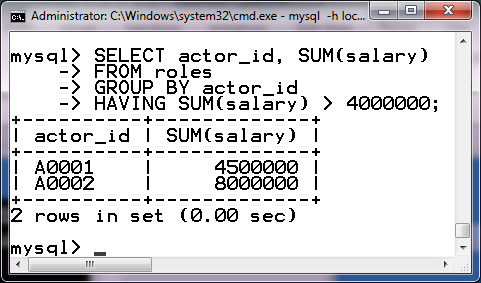 Administrator: C:\Windows\system32\cmd.exe - mysql -h loc...
mysql> SELECT actor_id, SUM(salary)
    -> FROM roles
    -> GROUP BY actor_id
    -> HAVING SUM(salary) > 4000000;
+----------+-------------+
| actor_id | SUM(salary) |
+----------+-------------+
| A0001    |     4500000 |
| A0002    |     8000000 |
+----------+-------------+
2 rows in set (0.00 sec)
mysql> _